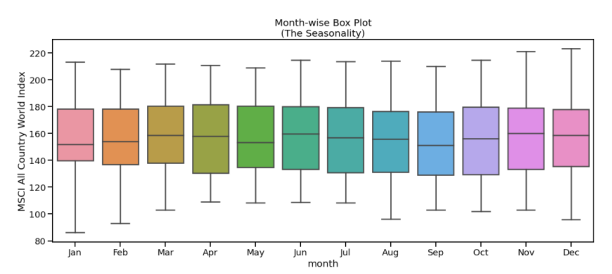 Month-wise Box Plot
(The Seasonality)
MSCI All Country World Index
220
200
180
160
140
120
100
80
Jan Feb Mar Apr May Jun Jul Aug Sep Oct Nov Dec
month